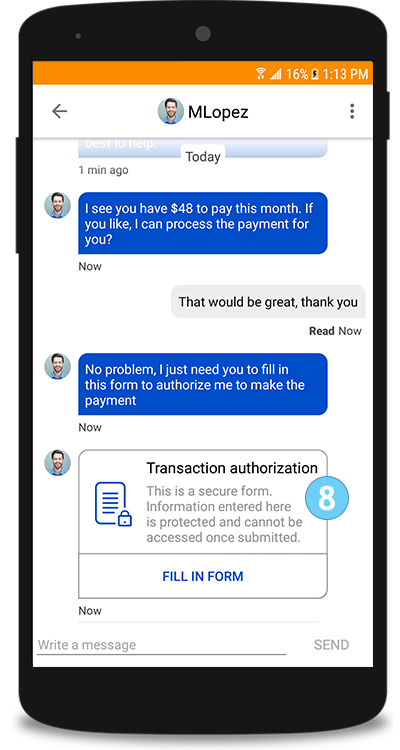 16% 1:13 PM
MLopez
best to help.
Today
1 min ago
I see you have $48 to pay this month. If
you like, I can process the payment for
you?
Now
That would be great, thank you
Read Now
No problem, I just need you to fill in
this form to authorize me to make the
payment
Now
Transaction authorization
This is a secure form.
Information entered here
is protected and cannot be
accessed once submitted.
8
FILL IN FORM
Now
Write a message SEND